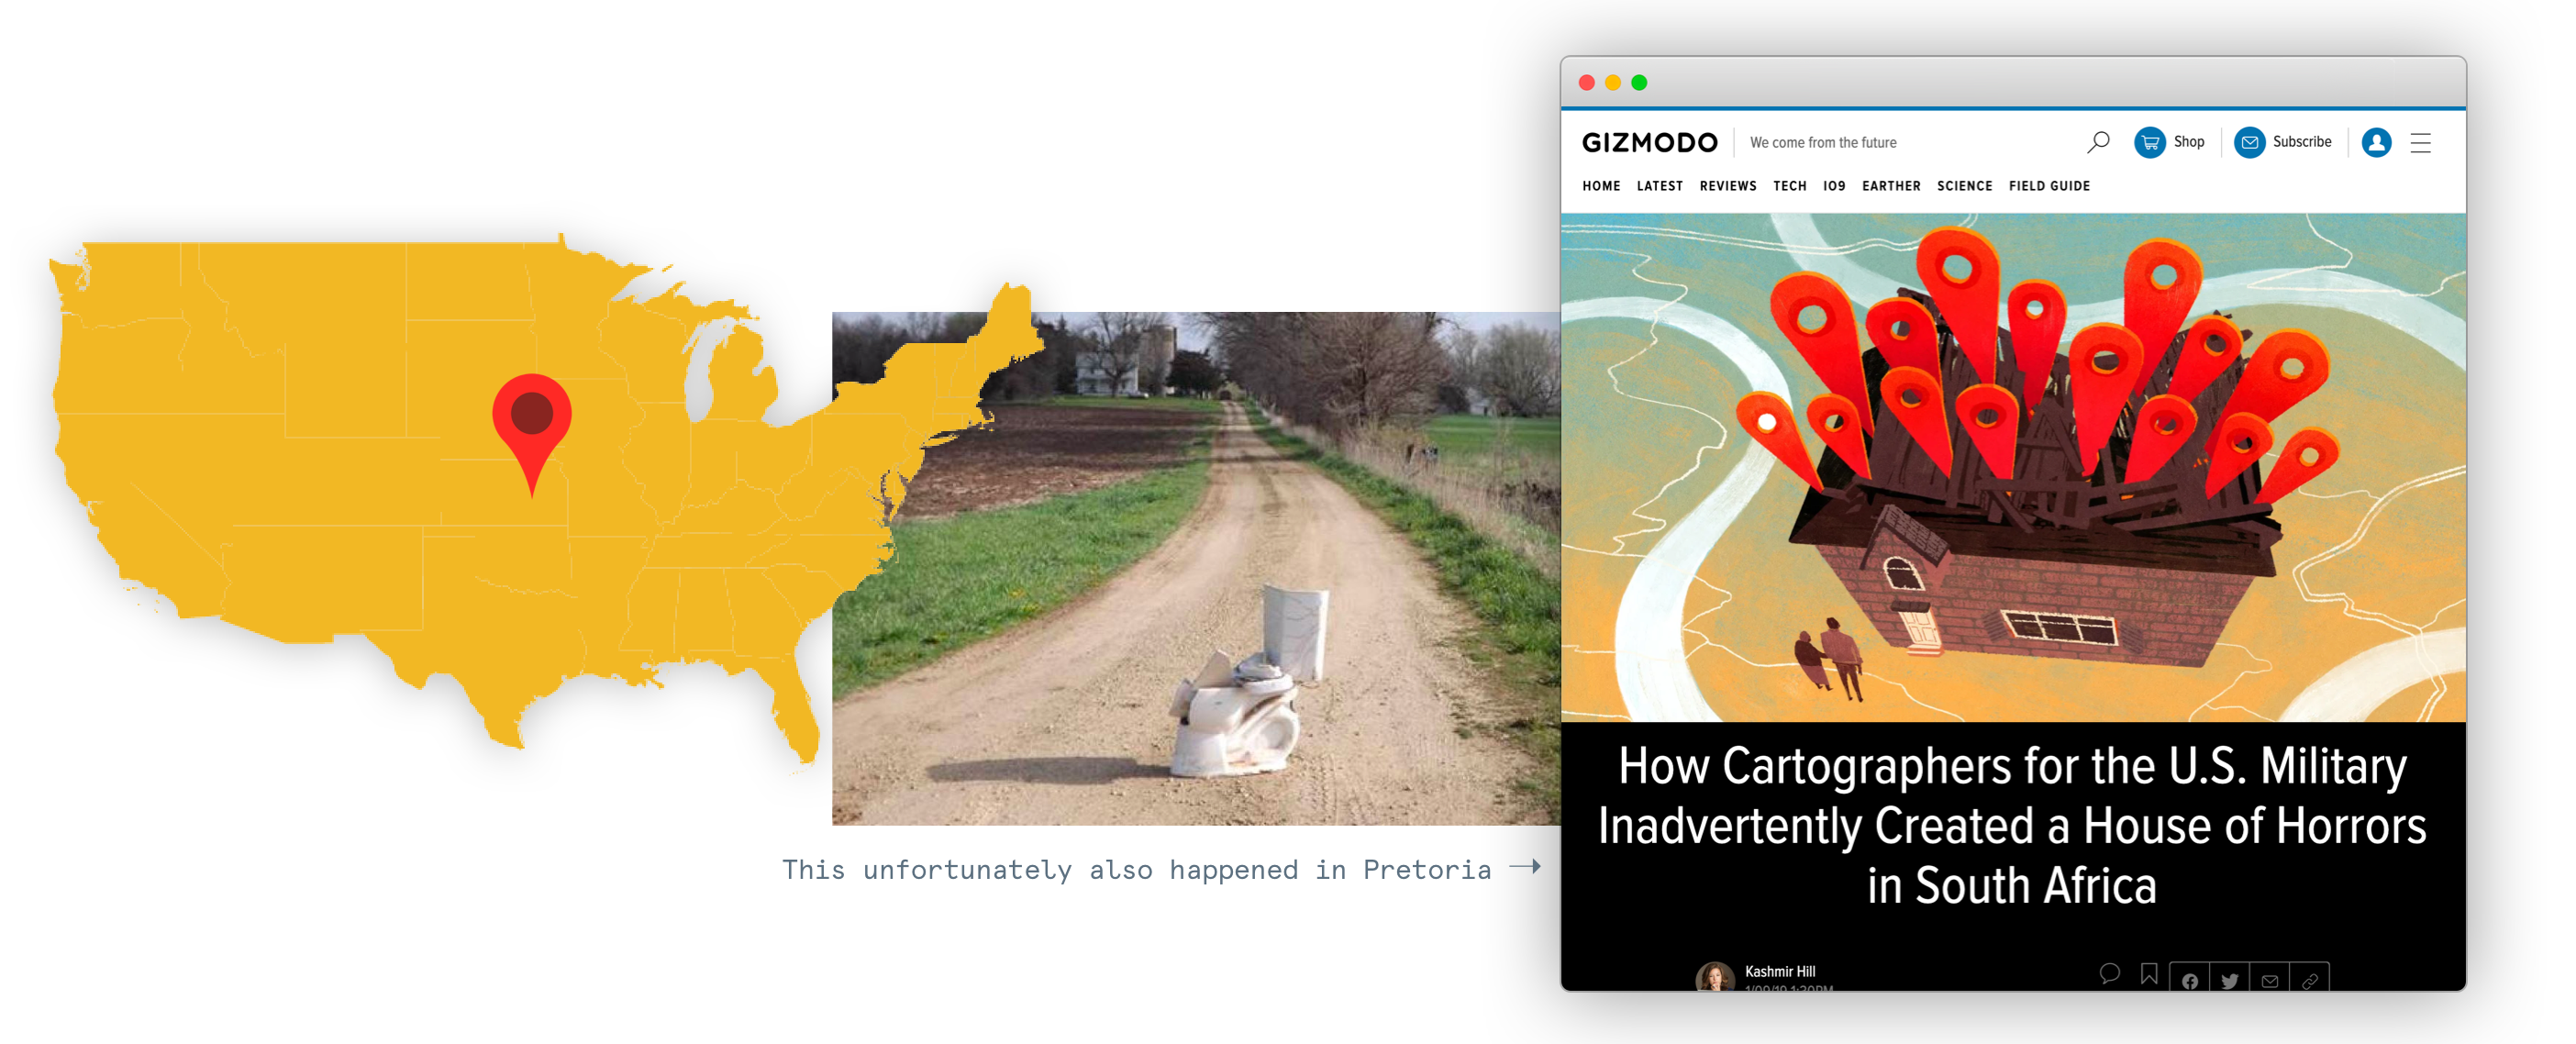 GIZMODO
We come from the future
Shop
Subscribe
HOME LATEST REVIEWS TECH IO9 EARTHER SCIENCE FIELD GUIDE
This unfortunately also happened in Pretoria →
How Cartographers for the U.S. Military
Inadvertently Created a House of Horrors
in South Africa
Kashmir Hill